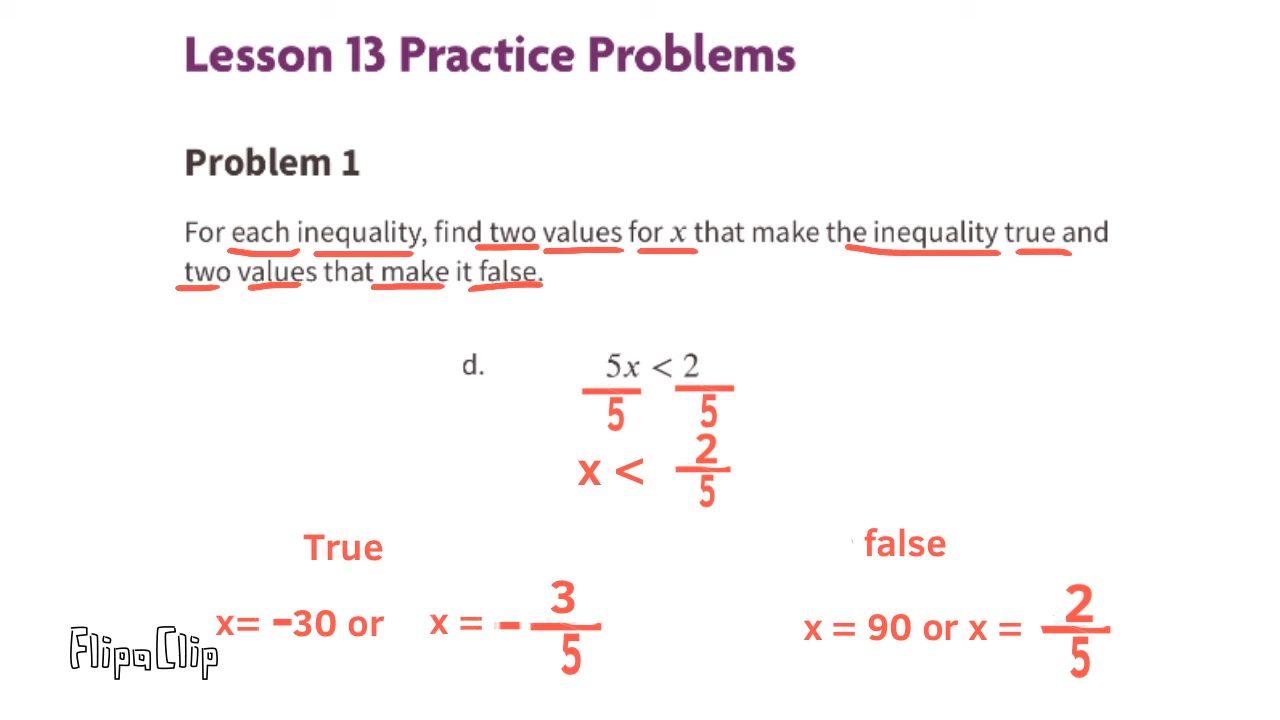 Lesson 13 Practice Problems
Problem 1
For each inequality, find two values for x that make the inequality true and
two values that make it false.
d. 5x < 2
5 5
x < 2/5
True false
x= -30 or x = - 3/5 x = 90 or x = 2/5
FlipaClip